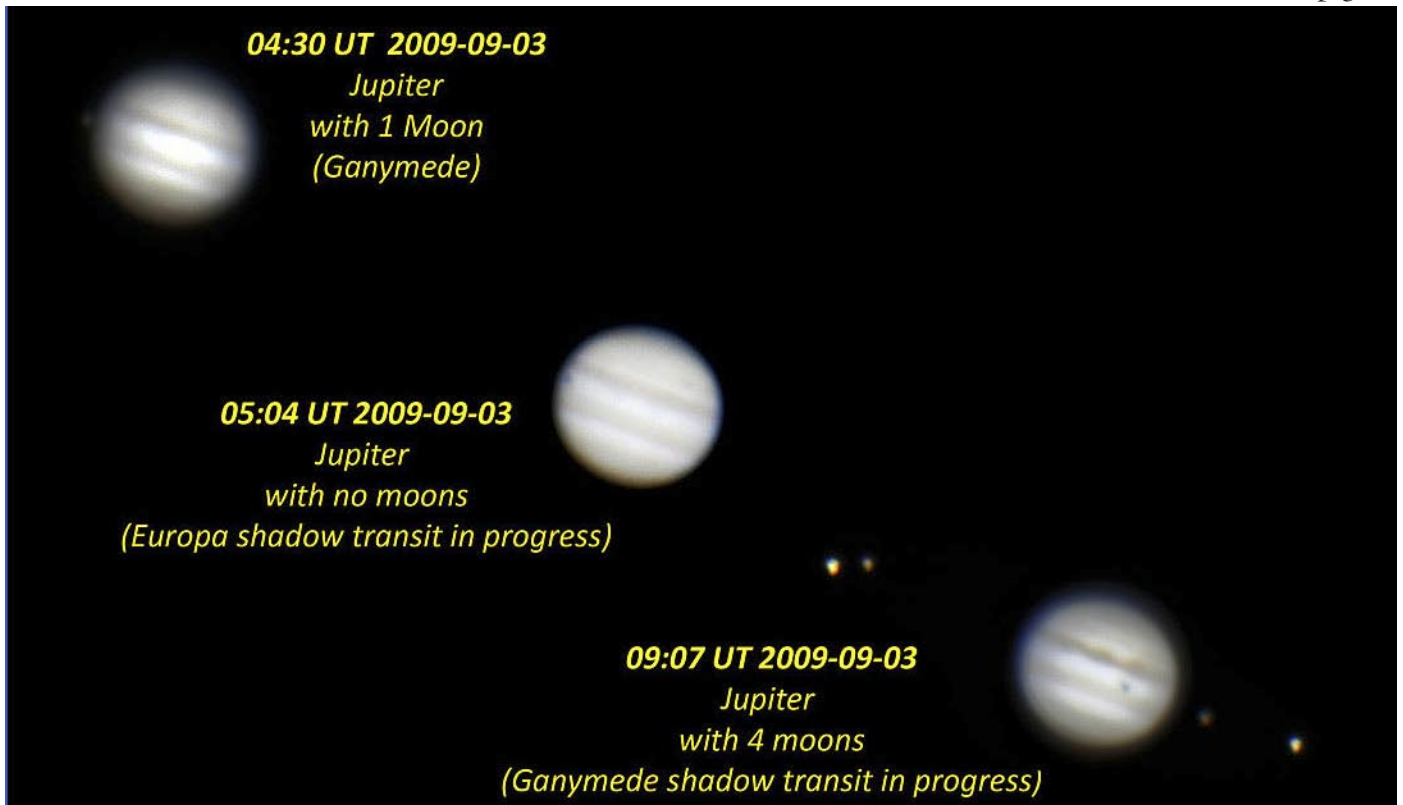 04:30 UT 2009-09-03
Jupiter
with 1 Moon
(Ganymede)
05:04 UT 2009-09-03
Jupiter
with no moons
(Europa shadow transit in progress)
09:07 UT 2009-09-03
Jupiter
with 4 moons
(Ganymede shadow transit in progress)